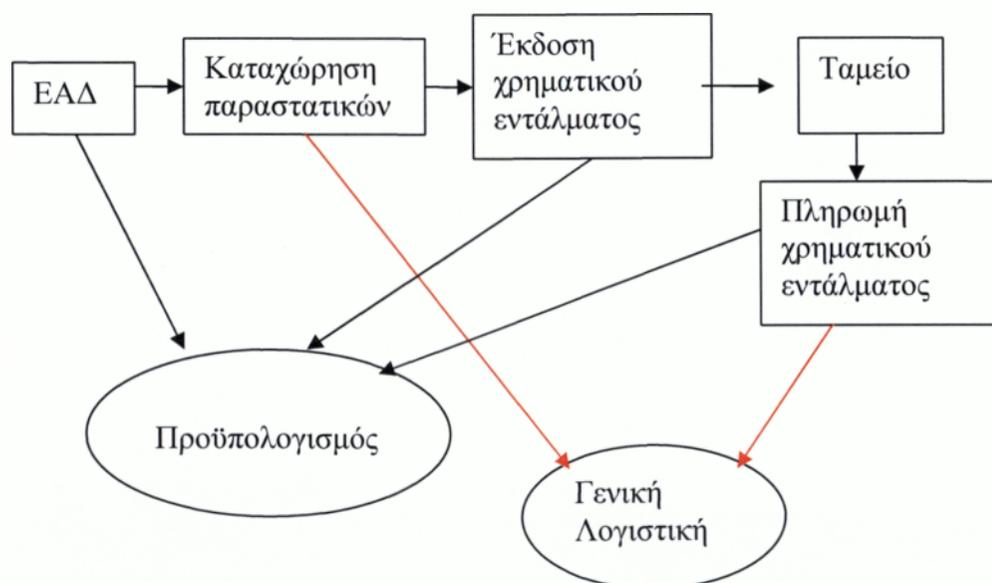 ΕΑΔ
Καταχώρηση
παραστατικών
Έκδοση
χρηματικού
εντάλματος
Ταμείο
Πληρωμή
χρηματικού
εντάλματος
Προϋπολογισμός
Γενική
Λογιστική